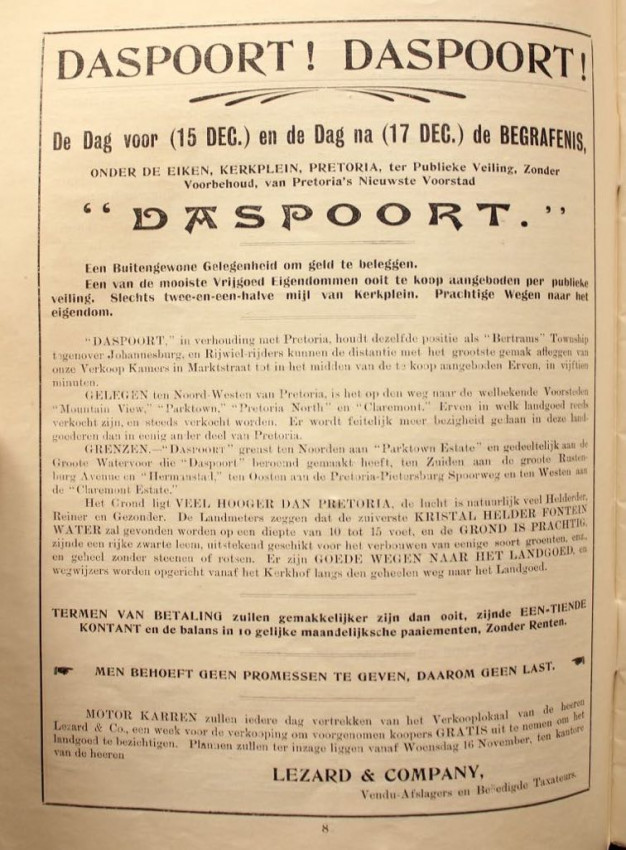 DASPOORT! DASPOORT!
De Dag voor (15 DEC.) en de Dag na (17 DEC.) de BEGRAFENIS,
ONDER DE EIKEN, KERKPLEIN, PRETORIA, ter Publieke Veiling, Zonder
Voorbehoud, van Pretoria's Nieuwste Voorstad
"DASPOORT."
Een Buitengewone Gelegenheid om geld te beleggen.
Een van de mooiste Vrijgoed Eigendommen ooit te koop aangeboden per publieke
veiling. Slechts twee-en-een-halve mijl van Kerkplein. Prachtige Wegen naar het
eigendom.
"DASPOORT," in verhouding met Pretoria, houdt dezelfde positie als "Bertrams" Township
tegenover Johannesburg, en Rijwiel-rijders kunnen de distantie met het grootste gemak afleggen van
onze Verkoop Kamers in Marktstraat tot in het midden van de te koop aangeboden Erven, in vijftien
minuten.
GELEGEN ten Noord-Westen van Pretoria, is het op den weg naar de welbekende Voorsteden
"Mountain View," "Parktown," "Pretoria North" en "Claremont." Erven in welk landgoed reeds
verkocht zijn, en steeds verkocht worden. Er wordt feitelijk meer bezigheid gedaan in deze land-
goederen dan in eenig ander deel van Pretoria.
GRENZEN.—"DASPOORT" grenst ten Noorden aan "Parktown Estate" en gedeeltelijk aan de
Groote Watervoor die "Daspoort" beroemd gemaakt heeft, ten Zuiden aan de groote Rusten-
burg Avenue en "Hermanstad," ten Oosten aan de Pretoria-Pietersburg Spoorweg en ten Westen aan
de "Claremont Estate."
Het Grond ligt VEEL HOOGER DAN PRETORIA, de lucht is natuurlijk veel Helderder,
Reiner en Gezonder. De Landmeters zeggen dat de zuiverste KRISTAL HELDER FONTEIN
WATER zal gevonden worden op een diepte van 10 tot 15 voet, en de GROND IS PRACHTIG,
zijnde een rijke zwarte leem, uitstekend geschikt voor het verbouwen van eenige soort groenten, enz.,
en geheel zonder steenen of rotsen. Er zijn GOEDE WEGEN NAAR HET LANDGOED, en
wegwijzers worden opgericht vanaf het Kerkhof langs den geheelen weg naar het Landgoed.
TERMEN VAN BETALING zullen gemakkelijker zijn dan ooit, zijnde EEN-TIENDE
KONTANT en de balans in 10 gelijke maandelijksche paaiementen, Zonder Renten.
MEN BEHOEFT GEEN PROMESSEN TE GEVEN, DAAROM GEEN LAST.
MOTOR KARREN zullen iedere dag vertrekken van het Verkooplokaal van de heeren
Lezard & Co., een week voor de verkooping om voorgenomen koopers GRATIS uit te nemen om het
landgoed te bezichtigen. Plannen zullen ter inzage liggen vanaf Woensdag 16 November, ten kantore
van de heeren
LEZARD & COMPANY,
Vendu-Afslagers en Beëedigde Taxateurs.
8